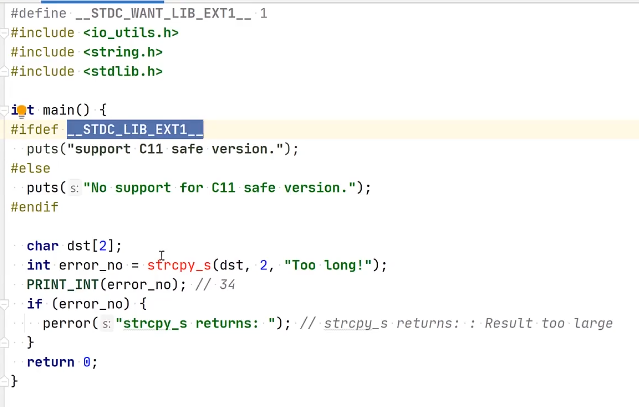 #define __STDC_WANT_LIB_EXT1__ 1
#include <io_utils.h>
#include <string.h>
#include <stdlib.h>
int main() {
#ifdef __STDC_LIB_EXT1__
puts("support C11 safe version.");
#else
puts(s: "No support for C11 safe version.");
#endif
char dst[2];
int error_no = strcpy_s(dst, 2, "Too long!");
PRINT_INT(error_no); // 34
if (error_no) {
perror(s: "strcpy_s returns: "); // strcpy_s returns: : Result too large
}
return 0;
}